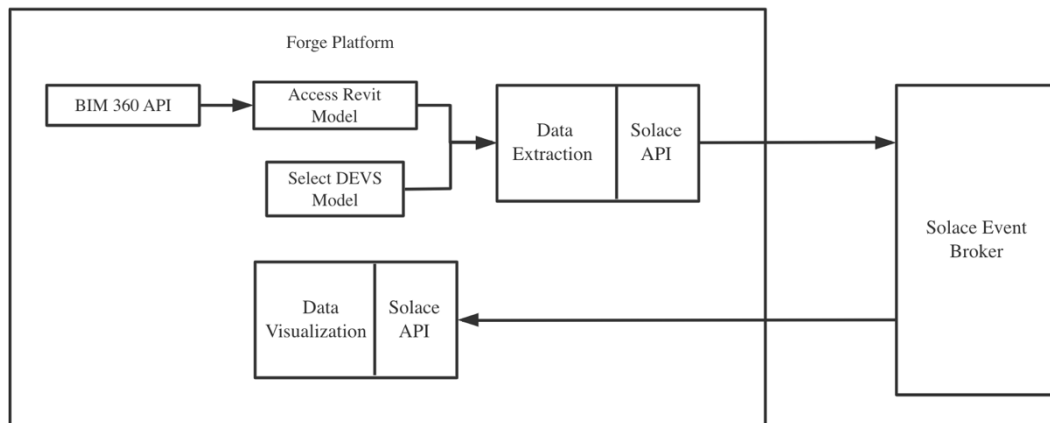 Forge Platform
BIM 360 API
Access Revit
Model
Select DEVS
Model
Data
Extraction
Solace
API
Solace Event
Broker
Data
Visualization
Solace
API